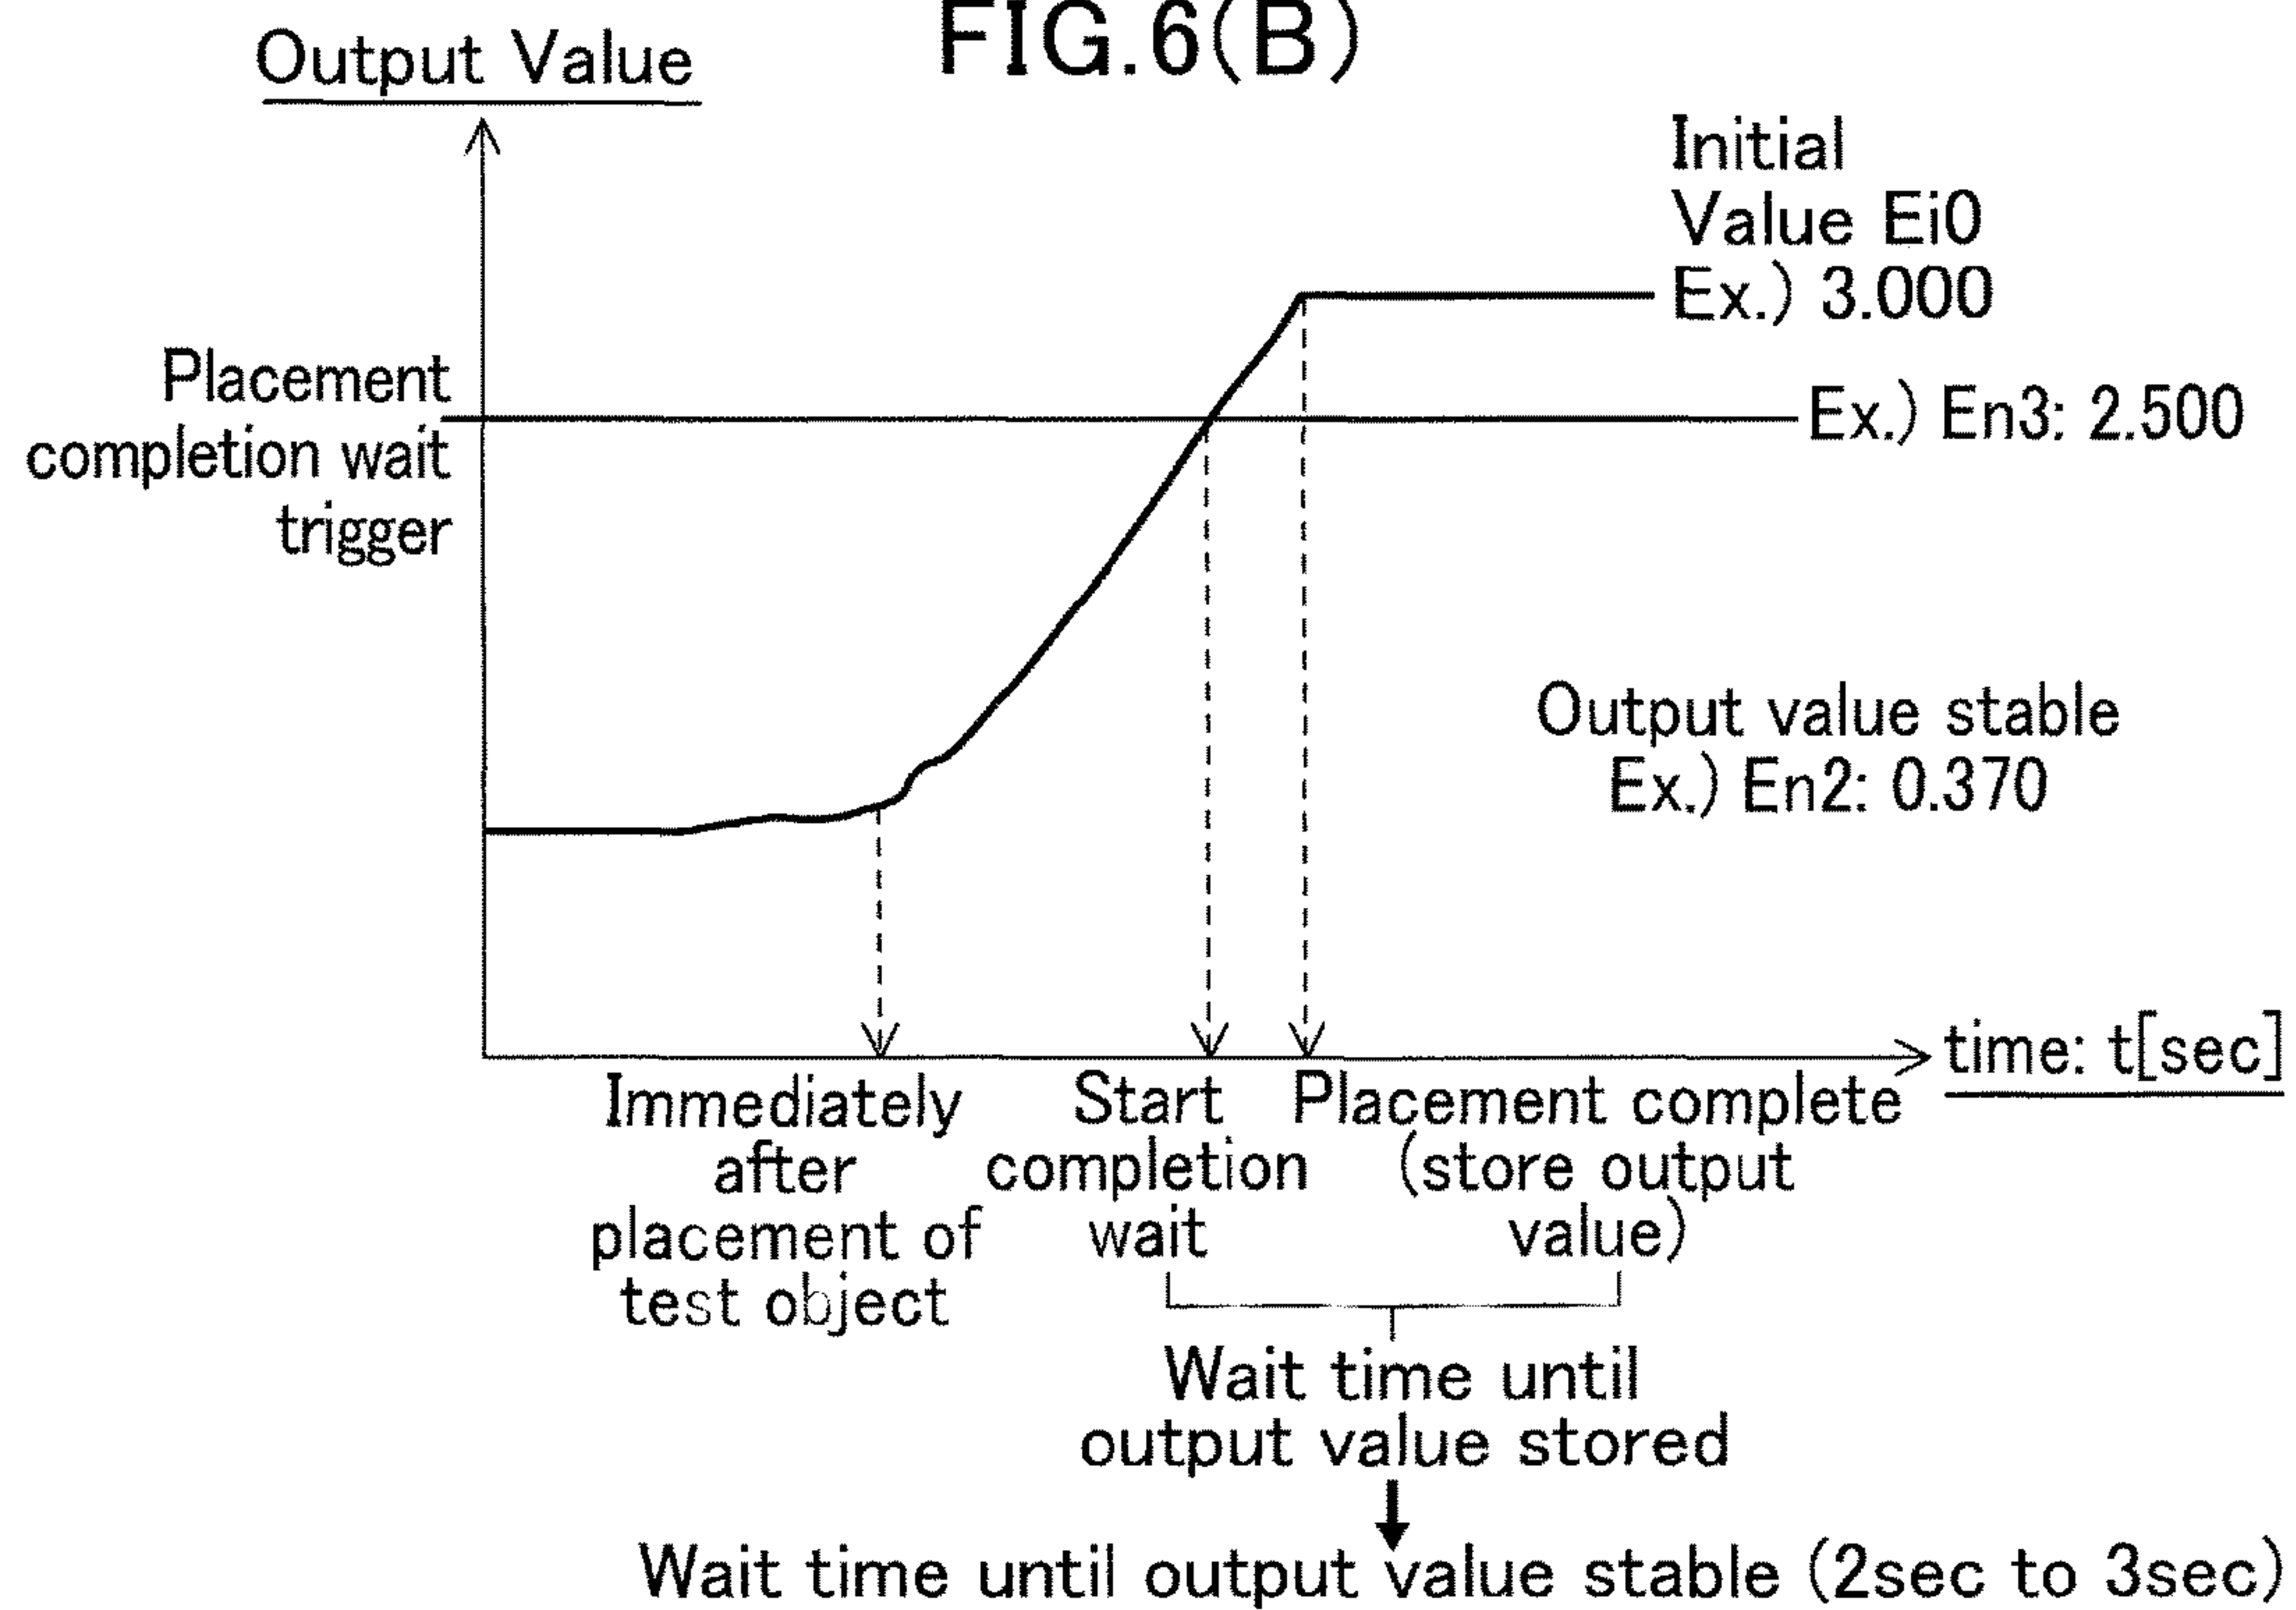 FIG.6(B)
Output Value
Initial
Value Ei0
Ex.) 3.000
Placement
completion wait
trigger
Ex.) En3: 2.500
Output value stable
Ex.) En2: 0.370
time: t[sec]
Immediately
after
placement of
test object
Start
completion
wait
Placement complete
(store output
value)
Wait time until
output value stored
Wait time until output value stable (2sec to 3sec)